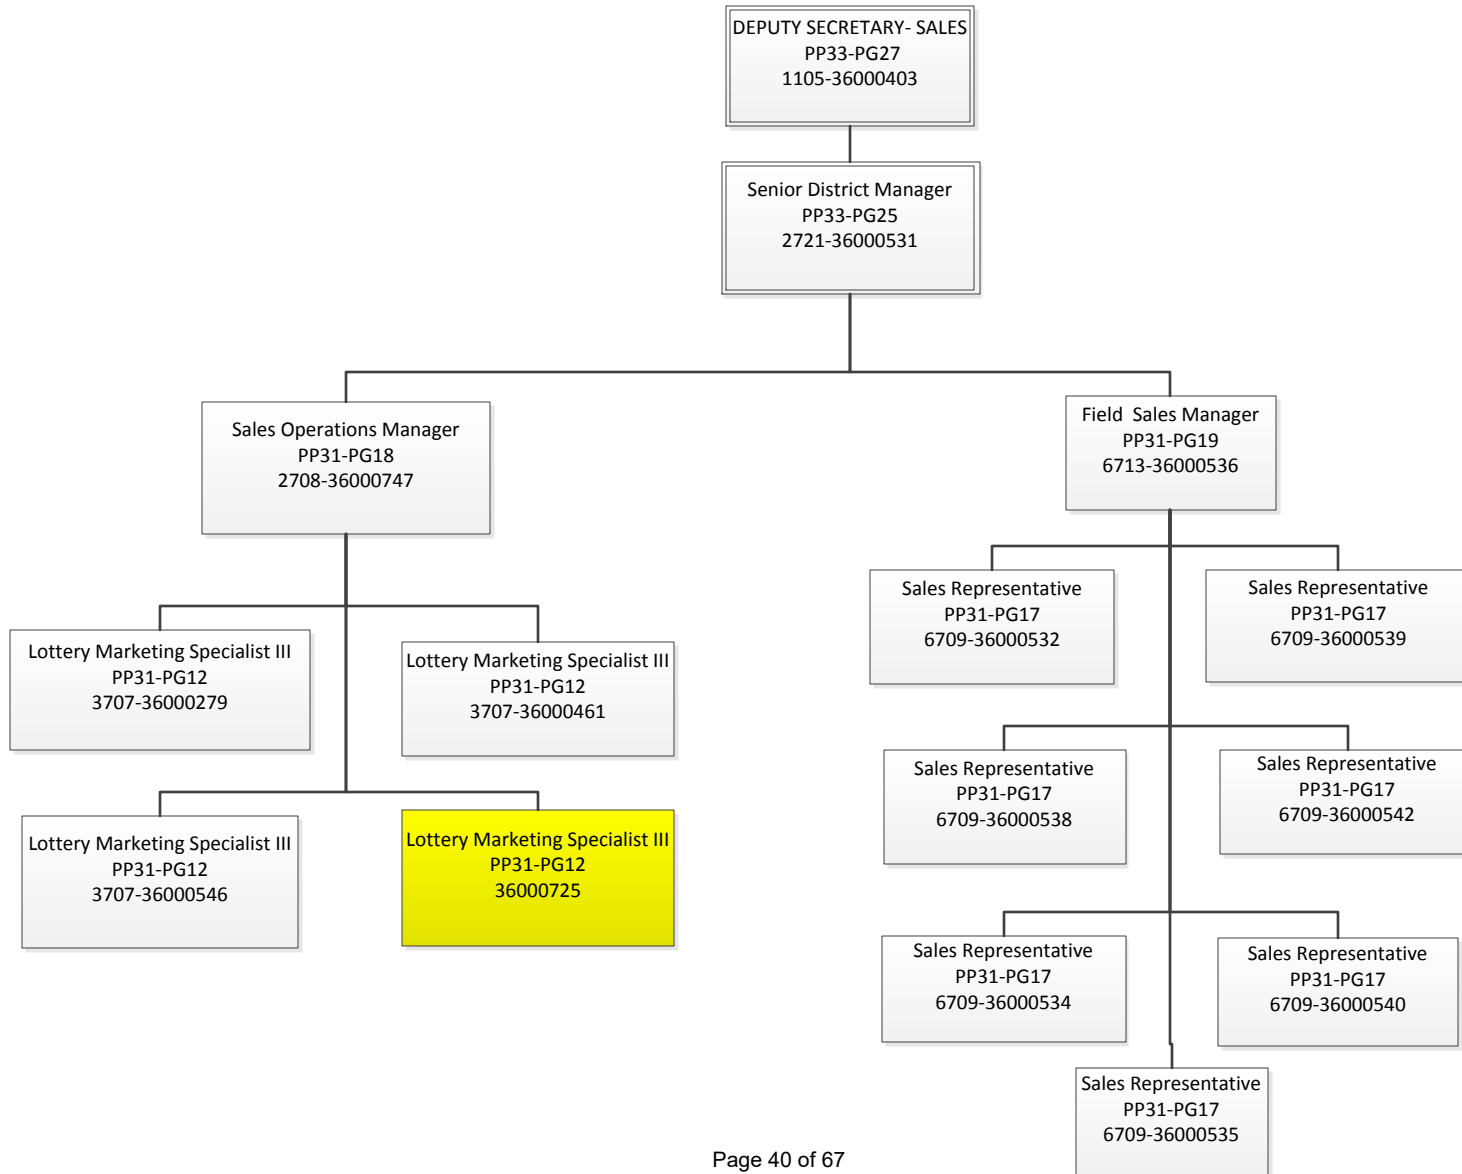 DEPUTY SECRETARY- SALES
PP33-PG27
1105-36000403
Senior District Manager
PP33-PG25
2721-36000531
Sales Operations Manager
PP31-PG18
2708-36000747
Field  Sales Manager
PP31-PG19
6713-36000536
Lottery Marketing Specialist III
PP31-PG12
3707-36000279
Lottery Marketing Specialist III
PP31-PG12
3707-36000461
Lottery Marketing Specialist III
PP31-PG12
3707-36000546
Lottery Marketing Specialist III
PP31-PG12
36000725
Sales Representative
PP31-PG17
6709-36000532
Sales Representative
PP31-PG17
6709-36000539
Sales Representative
PP31-PG17
6709-36000538
Sales Representative
PP31-PG17
6709-36000542
Sales Representative
PP31-PG17
6709-36000534
Sales Representative
PP31-PG17
6709-36000540
Sales Representative
PP31-PG17
6709-36000535
Page 40 of 67